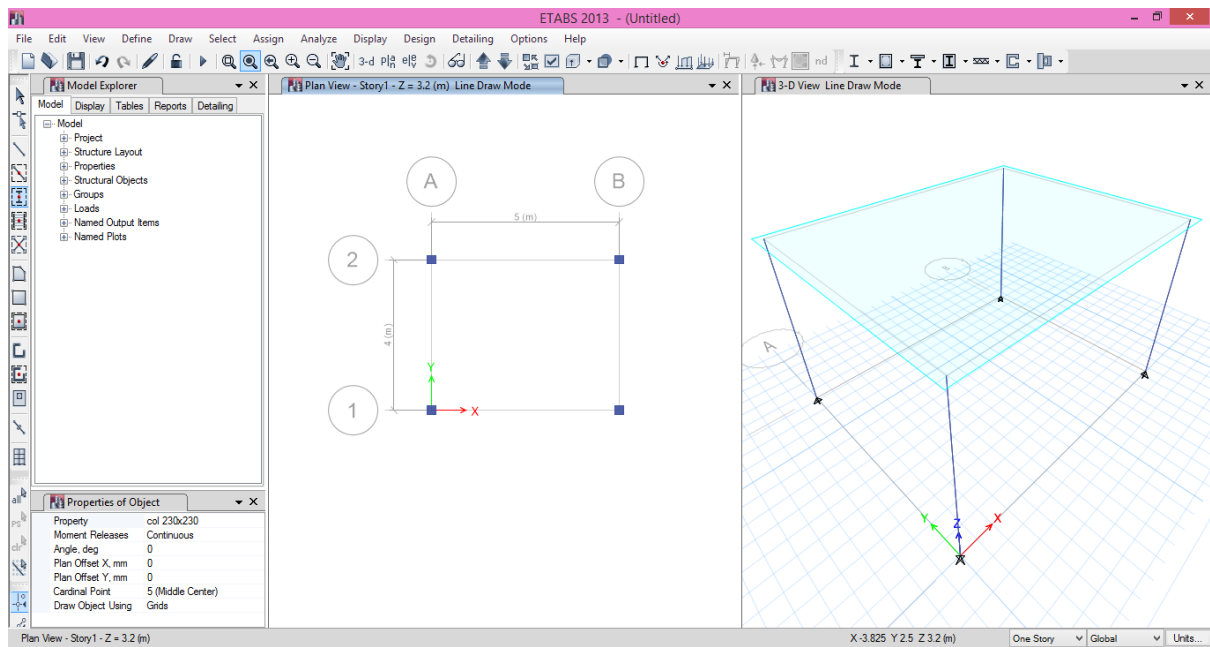 ETABS 2013 - (Untitled)
File Edit View Define Draw Select Assign Analyze Display Design Detailing Options Help
3-d nd
Model Explorer
Model Display Tables Reports Detailing
Model
Project
Structure Layout
Properties
Structural Objects
Groups
Loads
Named Output Items
Named Plots
Properties of Object
Property col 230x230
Moment Releases Continuous
Angle, deg 0
Plan Offset X, mm 0
Plan Offset Y, mm 0
Cardinal Point 5 (Middle Center)
Draw Object Using Grids
all
ps
clr
Plan View - Story1 - Z = 3.2 (m) Line Draw Mode
A B
5 (m)
2
4 (m)
Y
1
X
3-D View Line Draw Mode
B
A
Y Z X
Plan View - Story1 - Z = 3.2 (m)
X -3.825 Y 2.5 Z 3.2 (m)
One Story Global Units...